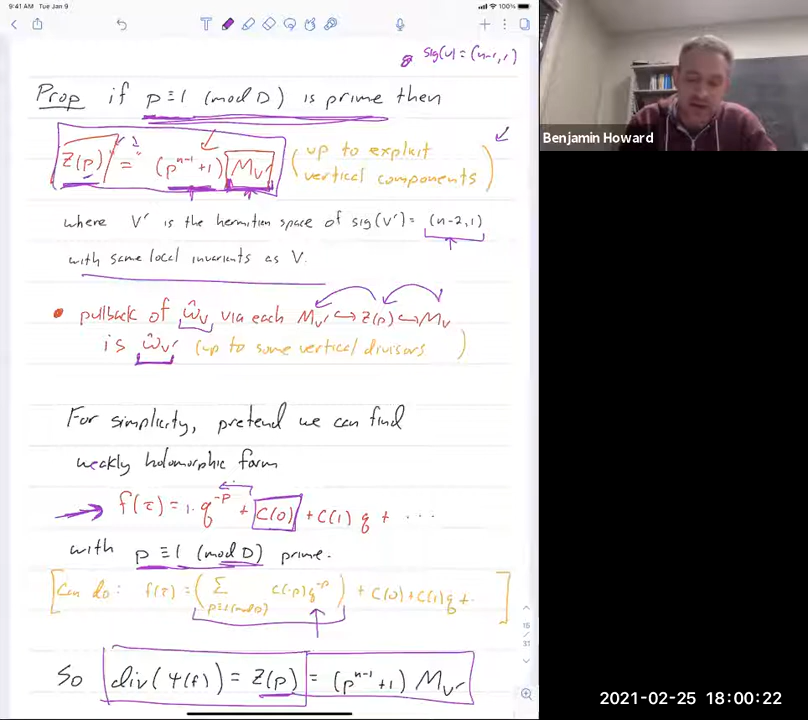 9:41 AM Tue Jan 9
100%
sig(V) = (n-1, 1)
Prop if p ≡ 1 (mod D) is prime then
Z(p) = (p^{n-1} + 1) M_{V'} (up to explicit vertical components)
where V' is the hermitian space of sig(V') = (n-2, 1)
with same local invariants as V.
• pullback of ω̂_V via each M_{V'} ↪ Z(p) ↪ M_V
is ω̂_{V'} (up to some vertical divisors)
For simplicity, pretend we can find
weakly holomorphic form
f(τ) = 1· q^{-p} + C(0) + C(1) q + ...
with p ≡ 1 (mod D) prime.
[Can do: f(τ) = (Σ_{p≡1(mod D)} C(-p) q^{-p}) + C(0) + C(1) q + ...]
15
31
So div(Ψ(f)) = Z(p) = (p^{n-1} + 1) M_{V'}
Benjamin Howard
2021-02-25 18:00:22